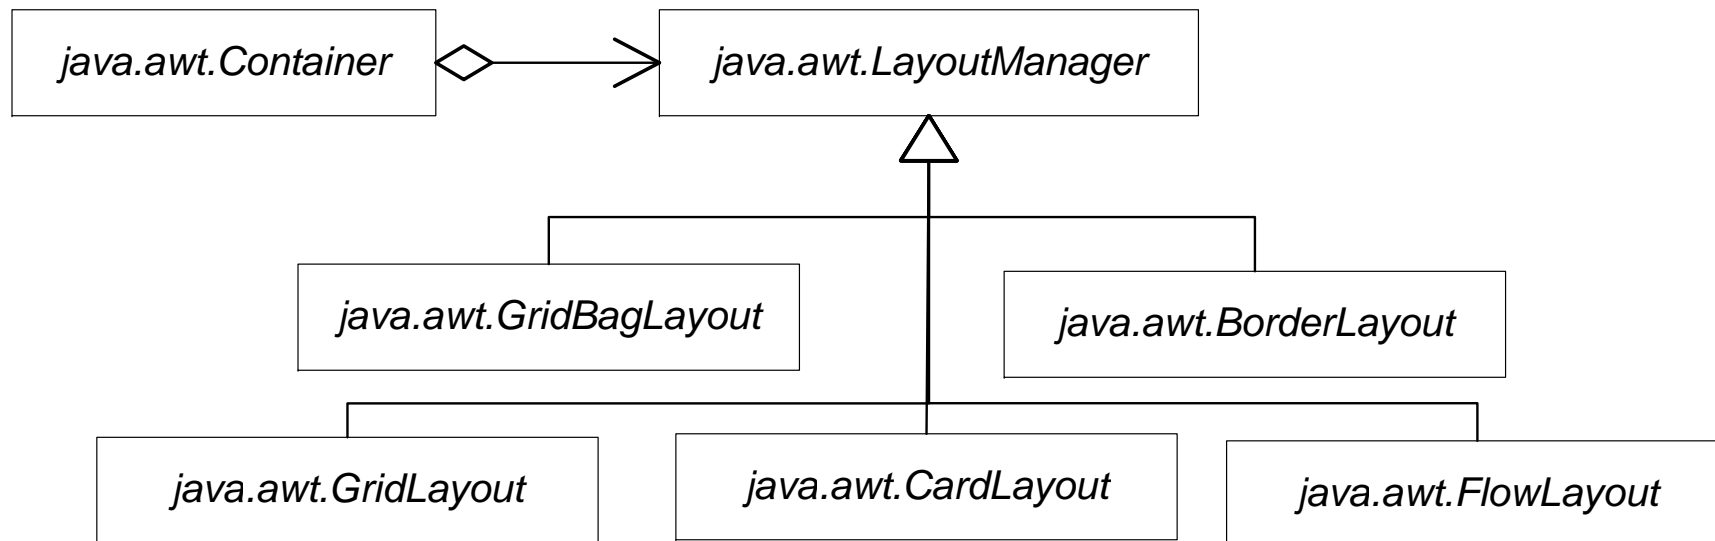 java.awt.Container
java.awt.LayoutManager
java.awt.GridBagLayout
java.awt.BorderLayout
java.awt.GridLayout
java.awt.CardLayout
java.awt.FlowLayout